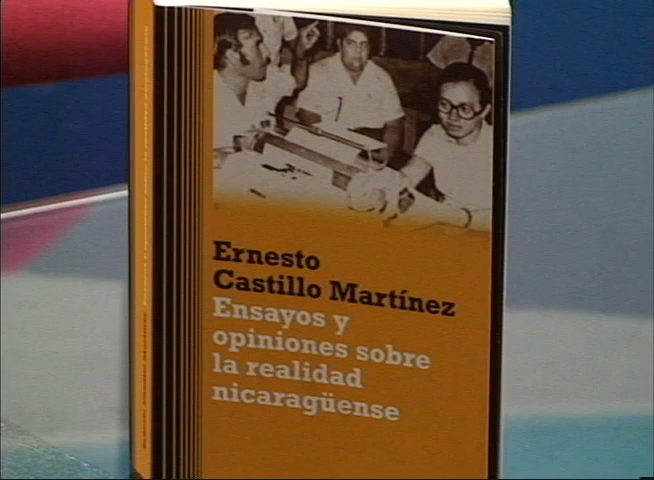 Ernesto
Castillo Martínez
Ensayos y
opiniones sobre
la realidad
nicaragüense